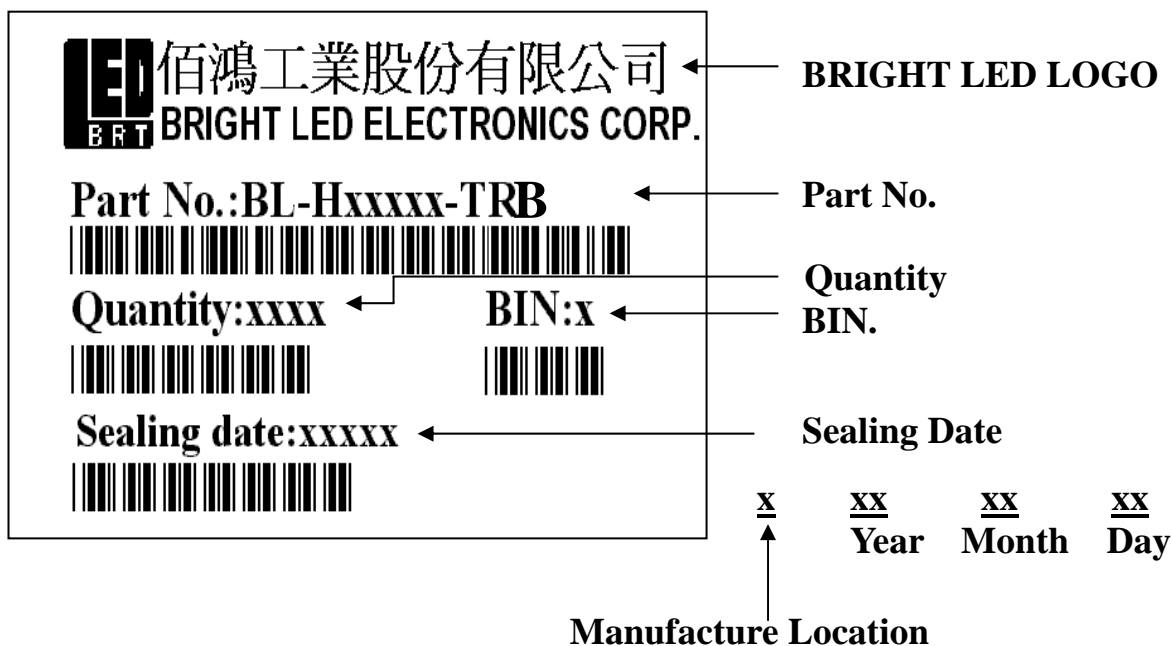 LED 佰鴻工業股份有限公司
BRT BRIGHT LED ELECTRONICS CORP.
BRIGHT LED LOGO
Part No.:BL-Hxxxxx-TRB
Part No.
Quantity
Quantity:xxxx BIN:x
BIN.
Sealing date:xxxxx
Sealing Date
x xx xx xx
Year Month Day
Manufacture Location